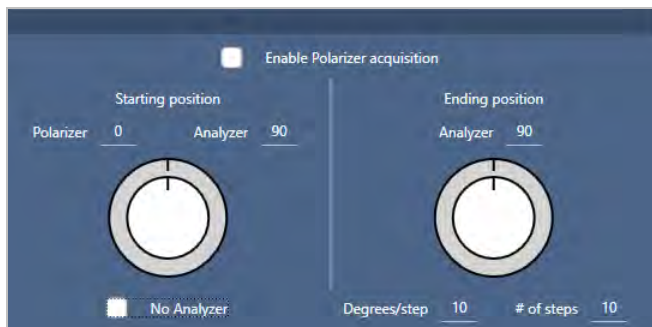 Enable Polarizer acquisition
Starting position
Polarizer 0 Analyzer 90
No Analyzer
Ending position
Analyzer 90
Degrees/step 10 # of steps 10